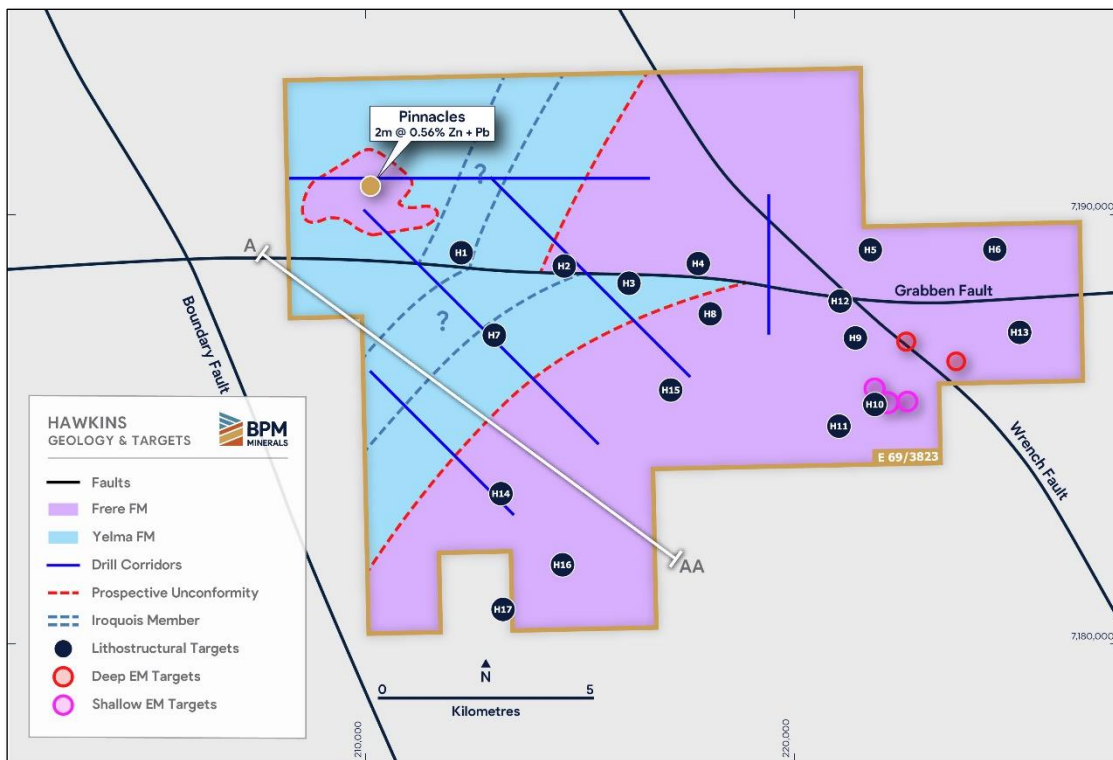 Pinnacles
2m @ 0.56% Zn + Pb
?
7,190,000
A
H1
H2
H3
H4
H5
H6
Grabben Fault
H12
H8
H9
H13
?
H7
Boundary Fault
H15
H10
H11
Wrench Fault
E 69/3823
HAWKINS
GEOLOGY & TARGETS
BPM
MINERALS
Faults
Frere FM
Yelma FM
Drill Corridors
Prospective Unconformity
Iroquois Member
Lithostructural Targets
Deep EM Targets
Shallow EM Targets
H14
H16
AA
H17
7,180,000
N
0
5
Kilometres
210,000
220,000